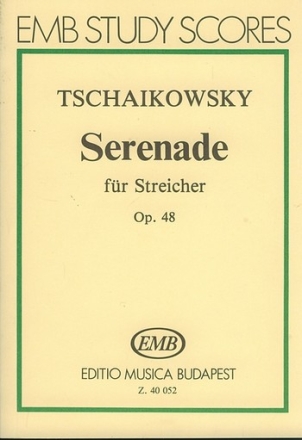 EMB STUDY SCORES
TSCHAIKOWSKY
Serenade
für Streicher
Op. 48
EMB
EDITIO MUSICA BUDAPEST
Z. 40 052